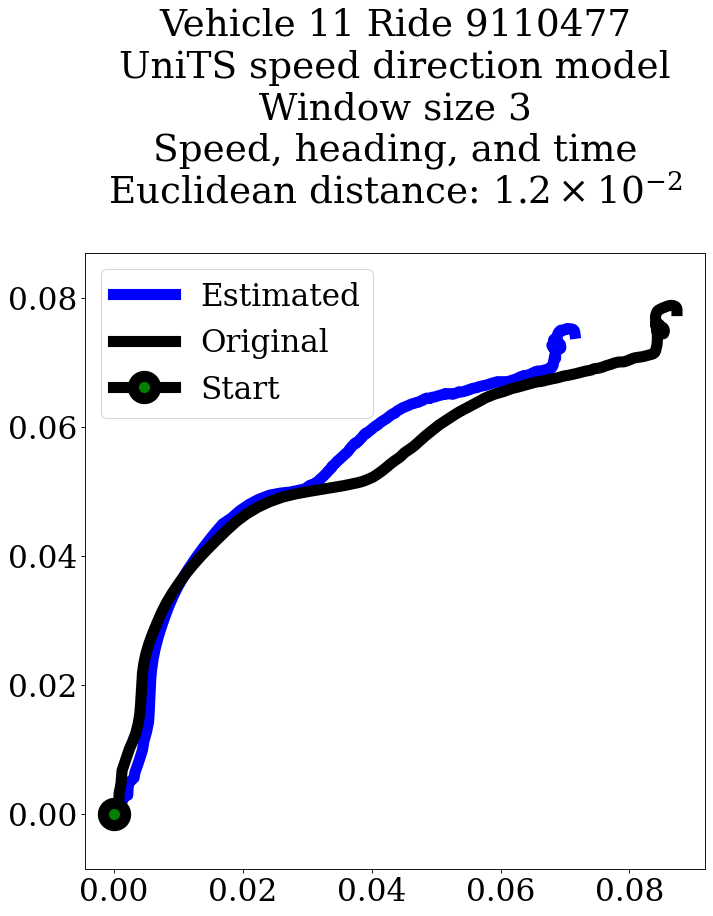 Vehicle 11 Ride 9110477
UniTS speed direction model
Window size 3
Speed, heading, and time
Euclidean distance: 1.2 × 10⁻²
Estimated
Original
Start
0.08
0.06
0.04
0.02
0.00
0.00 0.02 0.04 0.06 0.08